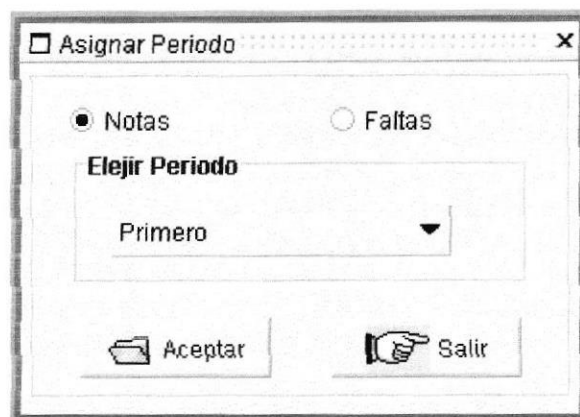 Asignar Periodo
Notas Faltas
Elejir Periodo
Primero
Aceptar Salir